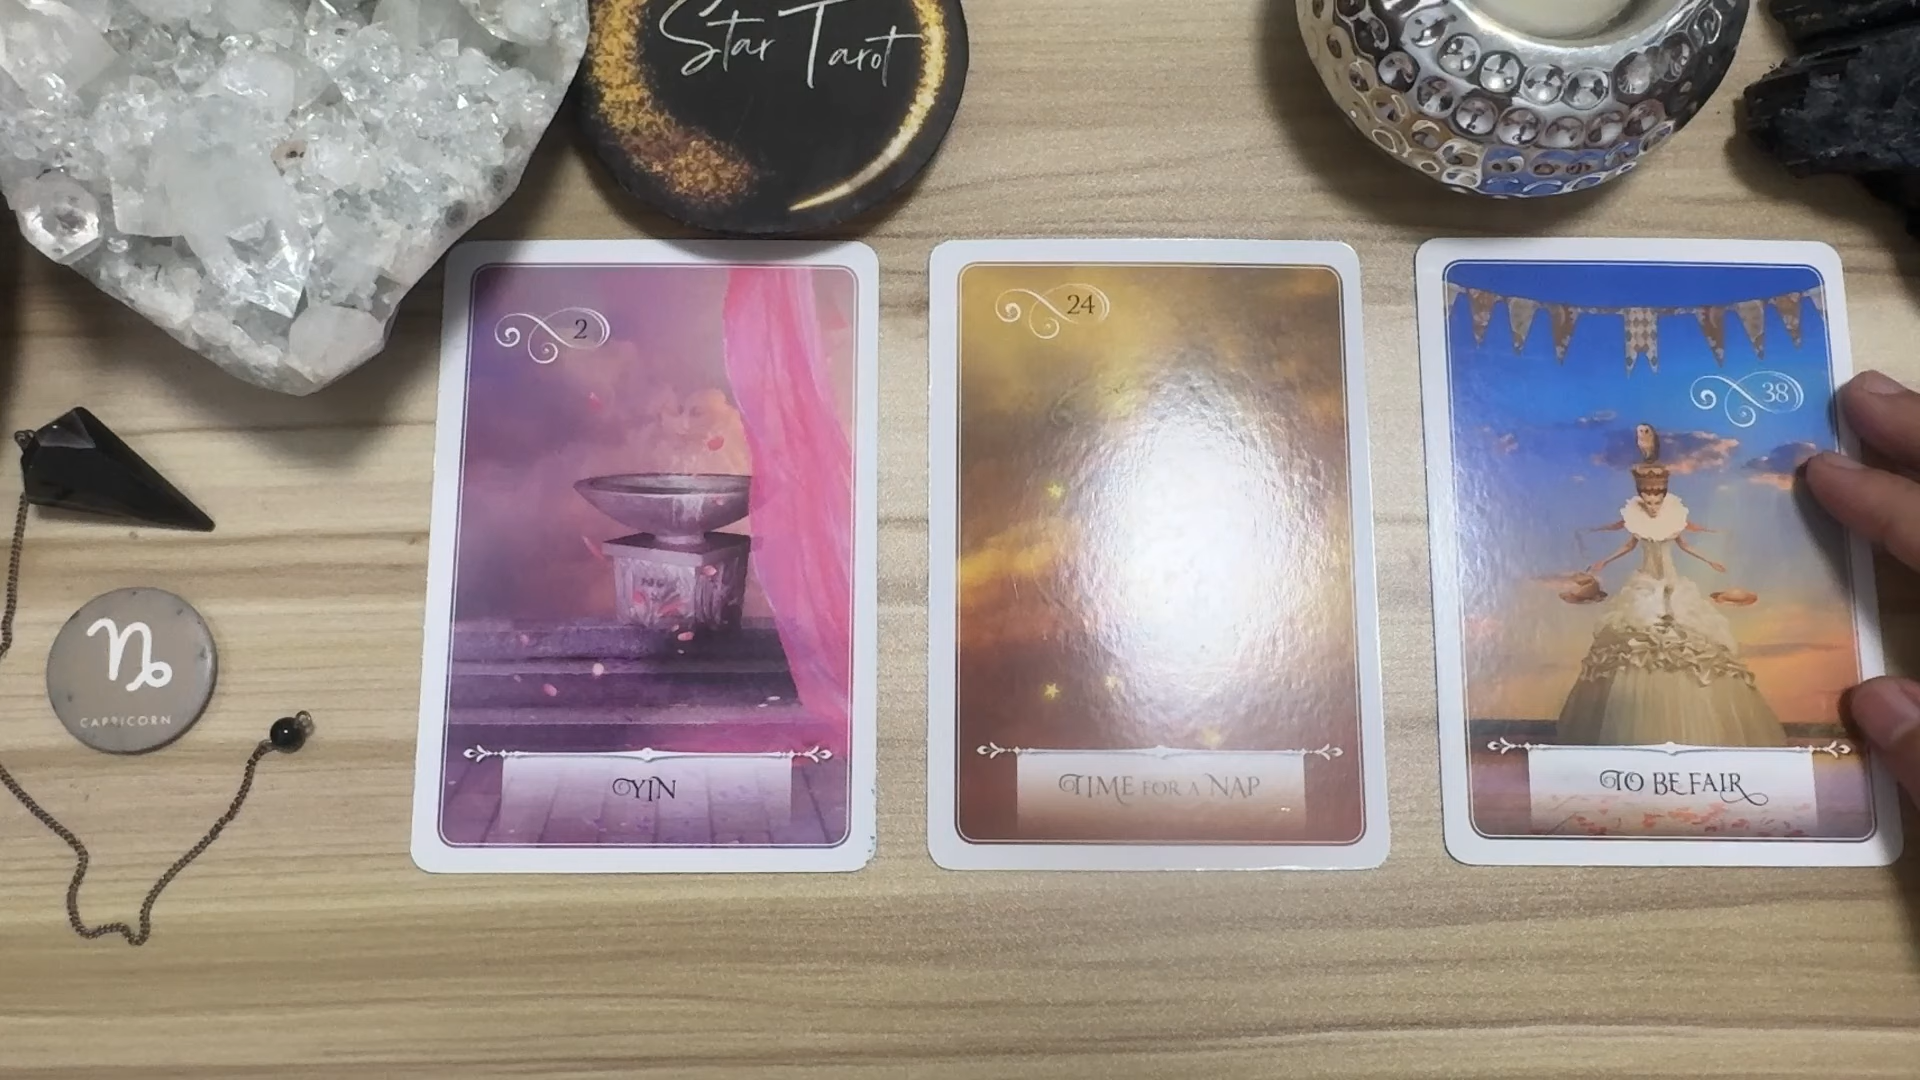 Star Tarot
2
24
38
CAPRICORN
YIN
TIME FOR A NAP
TO BE FAIR